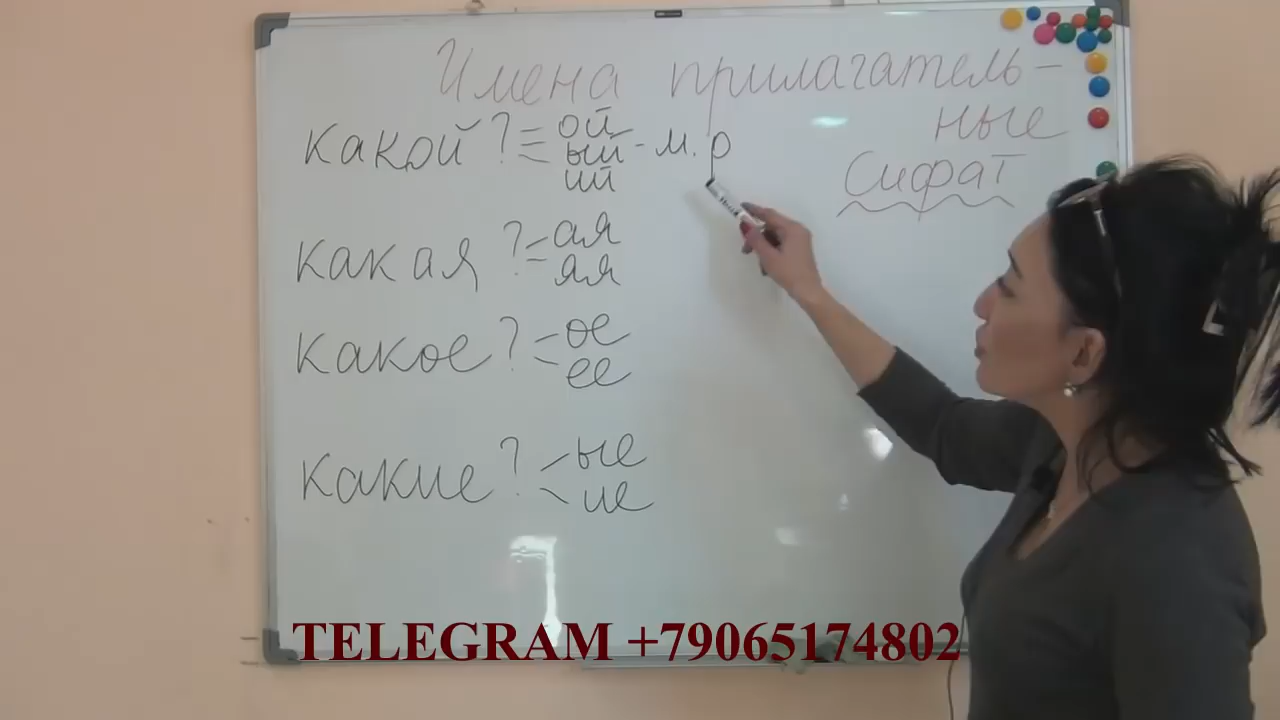 Имена прилагатель-
ные
Сифат
какой ? = ой
ый - м. р
ий
какая ? = ая
яя
какое ? - ое
ее
какие ? - ые
ие
TELEGRAM +79065174802